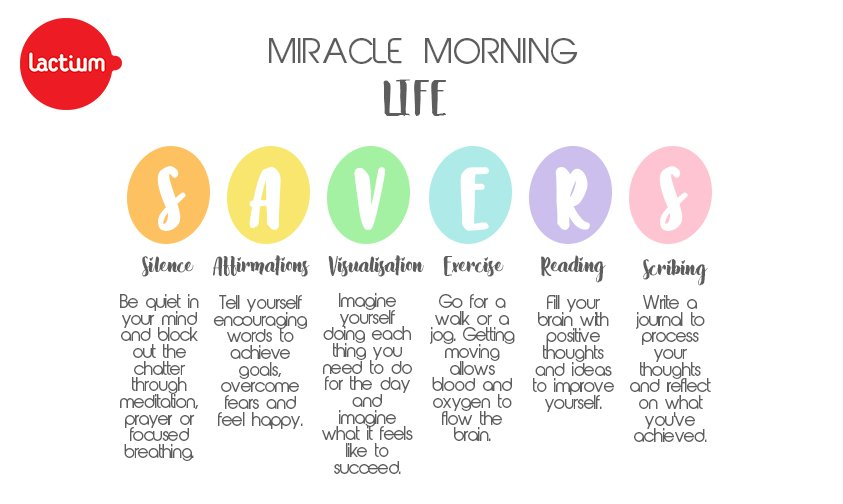 Lactium
MIRACLE MORNING
LIFE
S A V E R S
Silence
Be quiet in
your mind
and block
out the
chatter
through
meditation,
prayer or
focused
breathing.
Affirmations
Tell yourself
encouraging
words to
achieve
goals,
overcome
fears and
feel happy.
Visualisation
Imagine
yourself
doing each
thing you
need to do
for the day
and
imagine
what it feels
like to
succeed.
Exercise
Go for a
walk or a
jog. Getting
moving
allows
blood and
oxygen to
flow the
brain.
Reading
Fill your
brain with
positive
thoughts
and ideas
to improve
yourself.
Scribing
Write a
journal to
process
your
thoughts
and reflect
on what
you've
achieved.